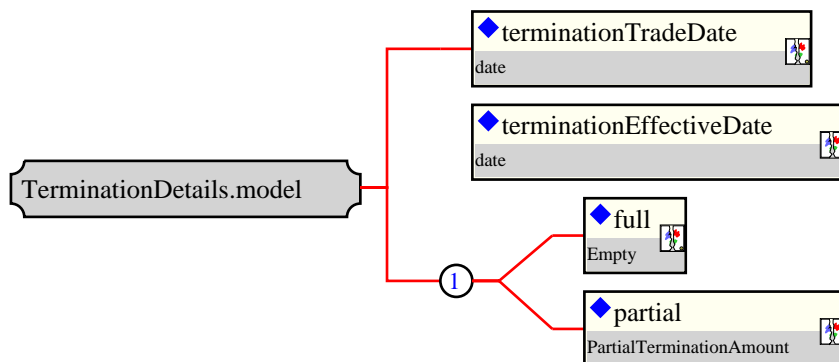 terminationTradeDate
date
terminationEffectiveDate
date
TerminationDetails.model
full
Empty
1
partial
PartialTerminationAmount